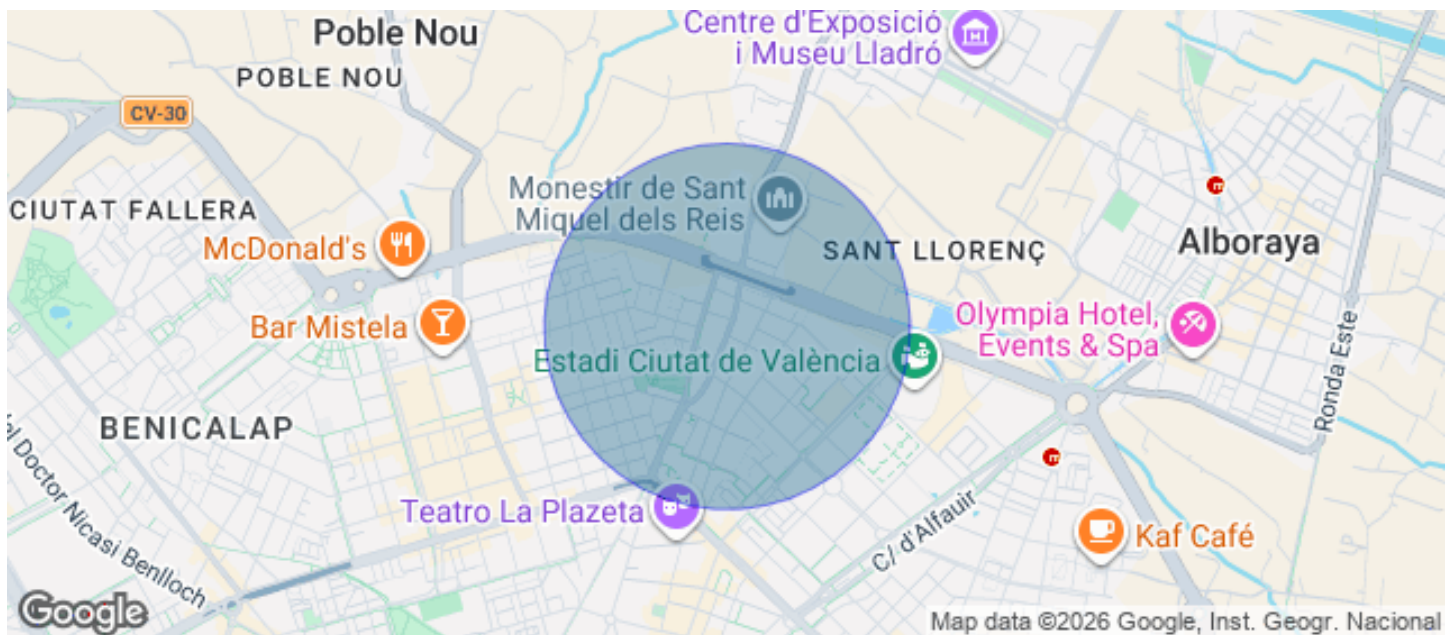 Poble Nou
POBLE NOU
Centre d'Exposició
i Museu Lladró
CV-30
CIUTAT FALLERA
McDonald's
Monestir de Sant
Miquel dels Reis
SANT LLORENÇ
Alboraya
Bar Mistela
Olympia Hotel,
Events & Spa
Estadi Ciutat de València
Ronda Este
BENICALAP
Doctor Nicasi Benlloch
Teatro La Plazeta
C/ d'Alfauir
Kaf Café
Google
Map data ©2026 Google, Inst. Geogr. Nacional